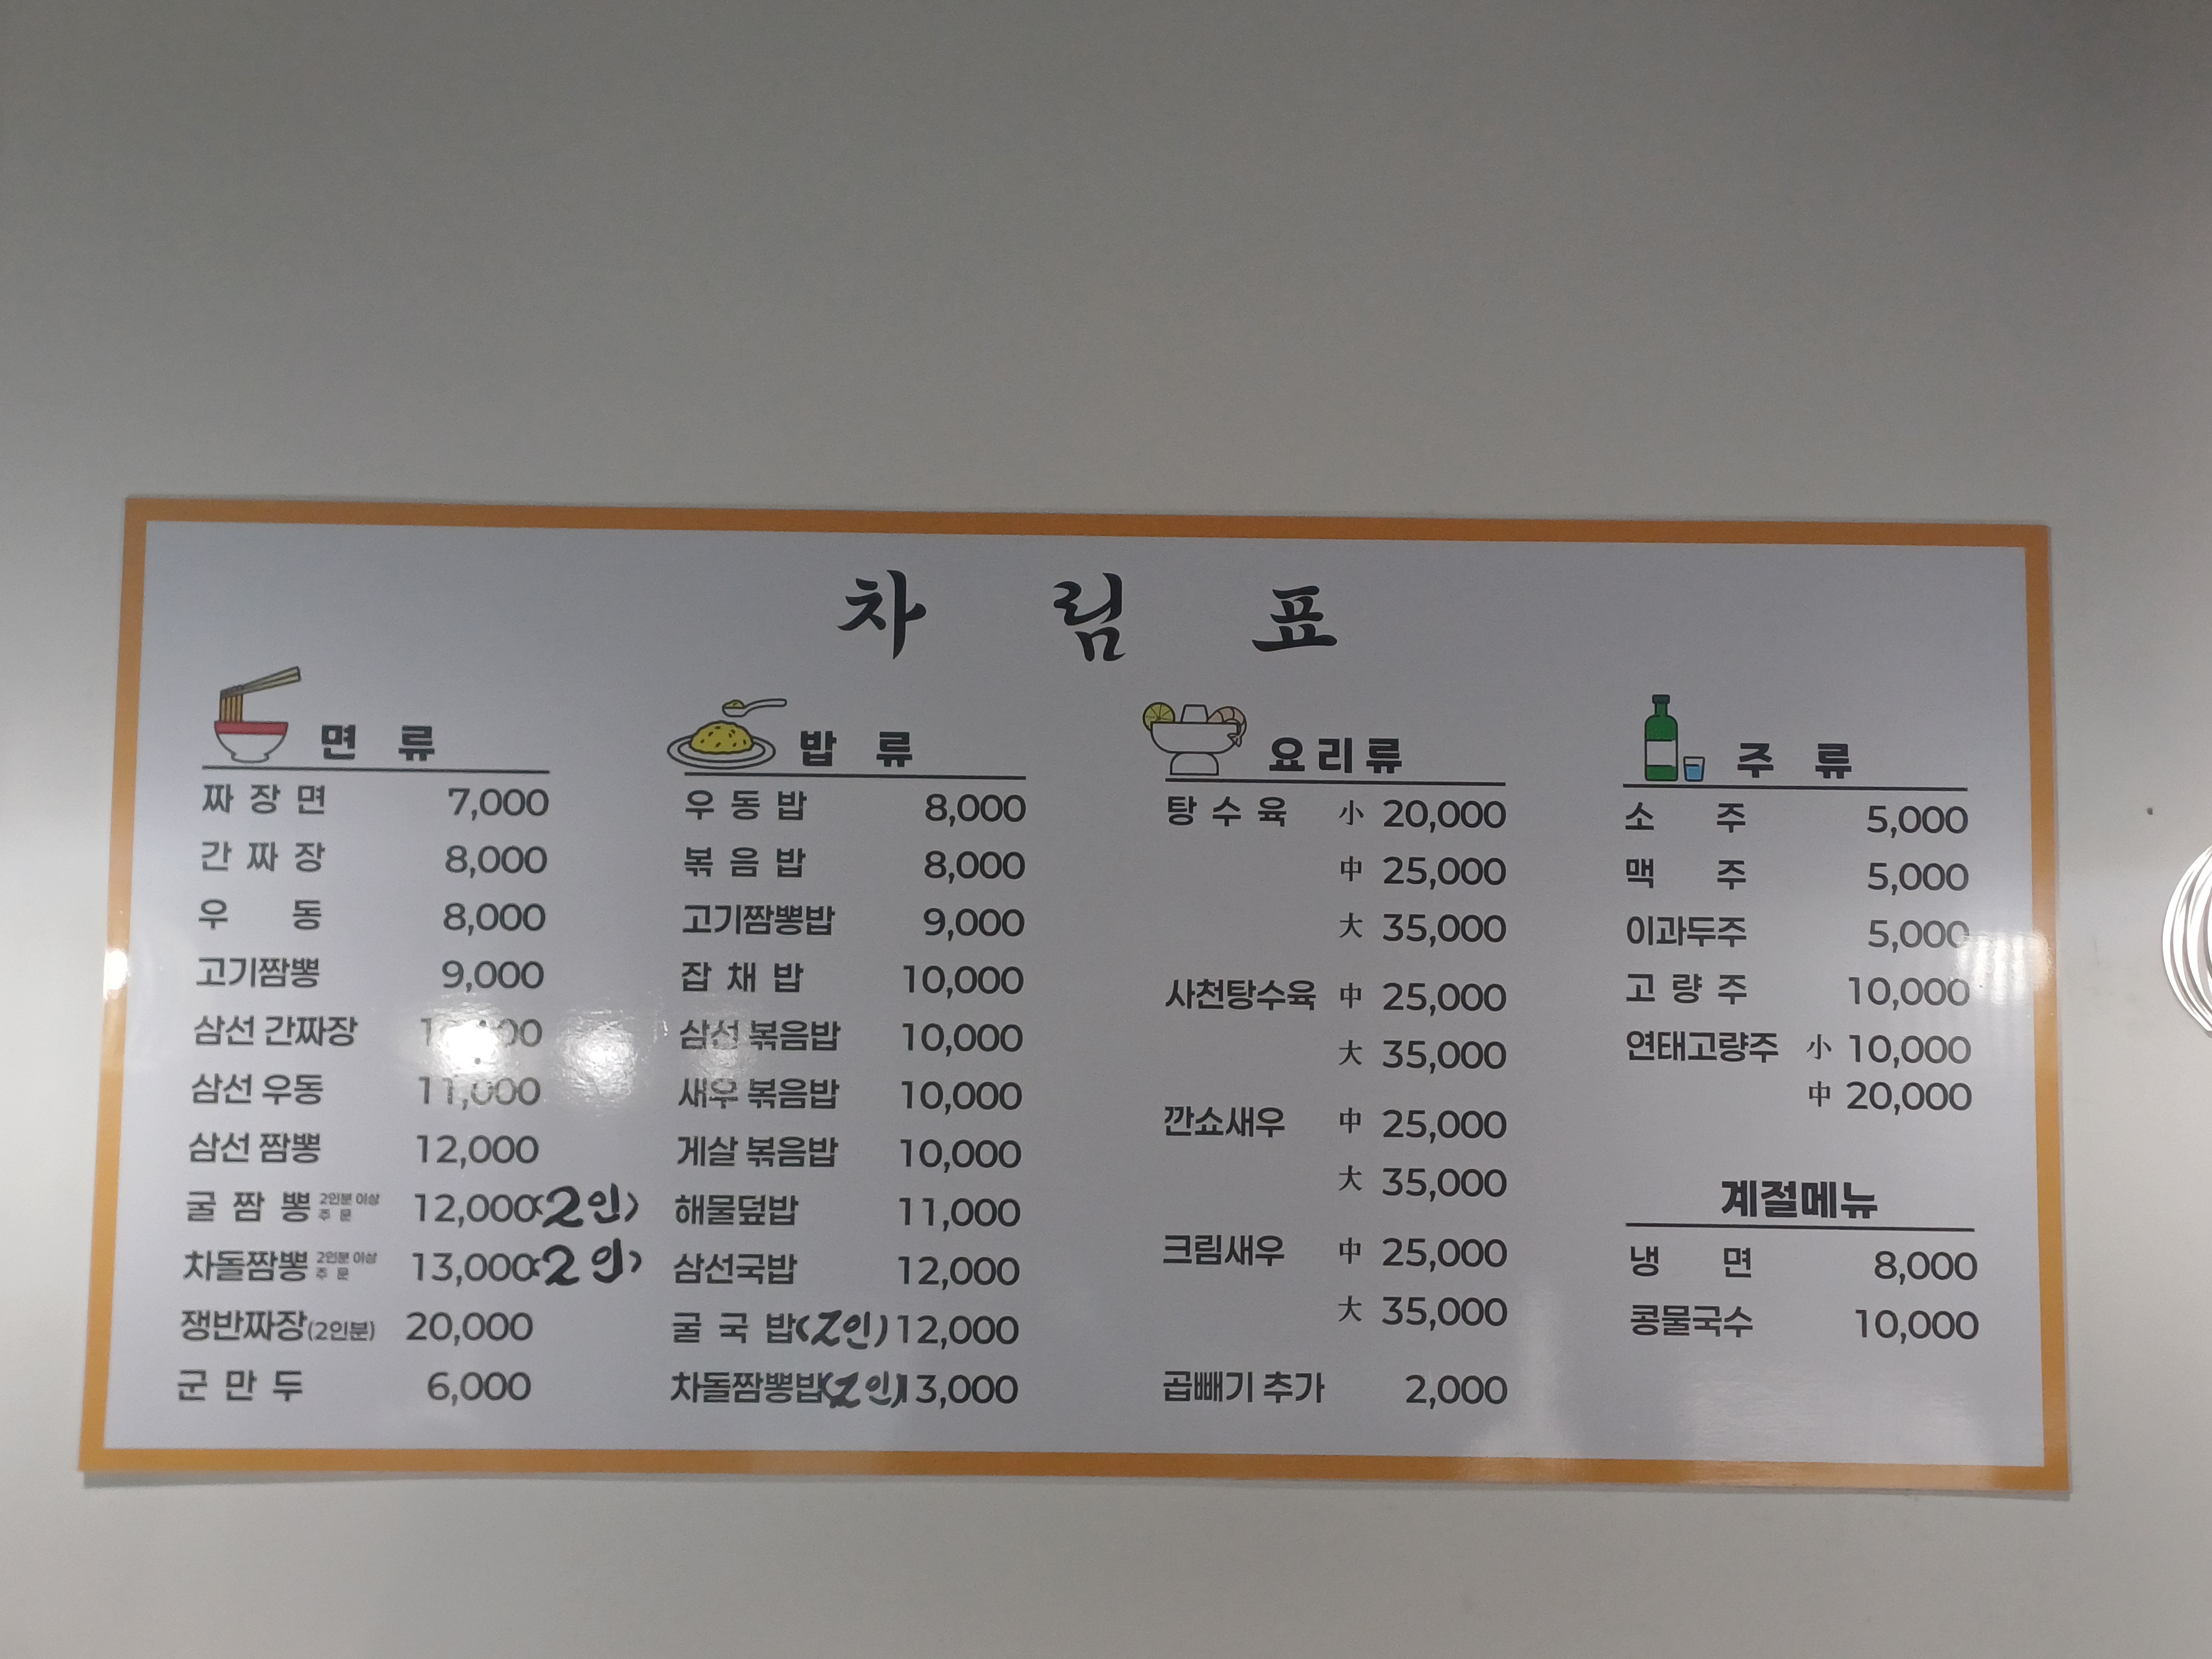 차 림 표
면 류
짜 장 면 7,000
간 짜 장 8,000
우 동 8,000
고기짬뽕 9,000
삼선 간짜장
삼선 우동 11,000
삼선 짬뽕 12,000
굴 짬 뽕 2인분 이상 주 문 12,000 (2인)
차돌짬뽕 2인분 이상 주 문 13,000 (2인)
쟁반짜장(2인분) 20,000
군 만 두 6,000
밥 류
우 동 밥 8,000
볶 음 밥 8,000
고기짬뽕밥 9,000
잡 채 밥 10,000
삼선 볶음밥 10,000
새우 볶음밥 10,000
게살 볶음밥 10,000
해물덮밥 11,000
삼선국밥 12,000
굴 국 밥(2인) 12,000
차돌짬뽕밥(2인) 13,000
요리류
탕 수 육 小 20,000
中 25,000
大 35,000
사천탕수육 中 25,000
大 35,000
깐쇼새우 中 25,000
大 35,000
크림새우 中 25,000
大 35,000
곱빼기 추가 2,000
주 류
소 주 5,000
맥 주 5,000
이과두주 5,000
고 량 주 10,000
연태고량주 小 10,000
中 20,000
계절메뉴
냉 면 8,000
콩물국수 10,000